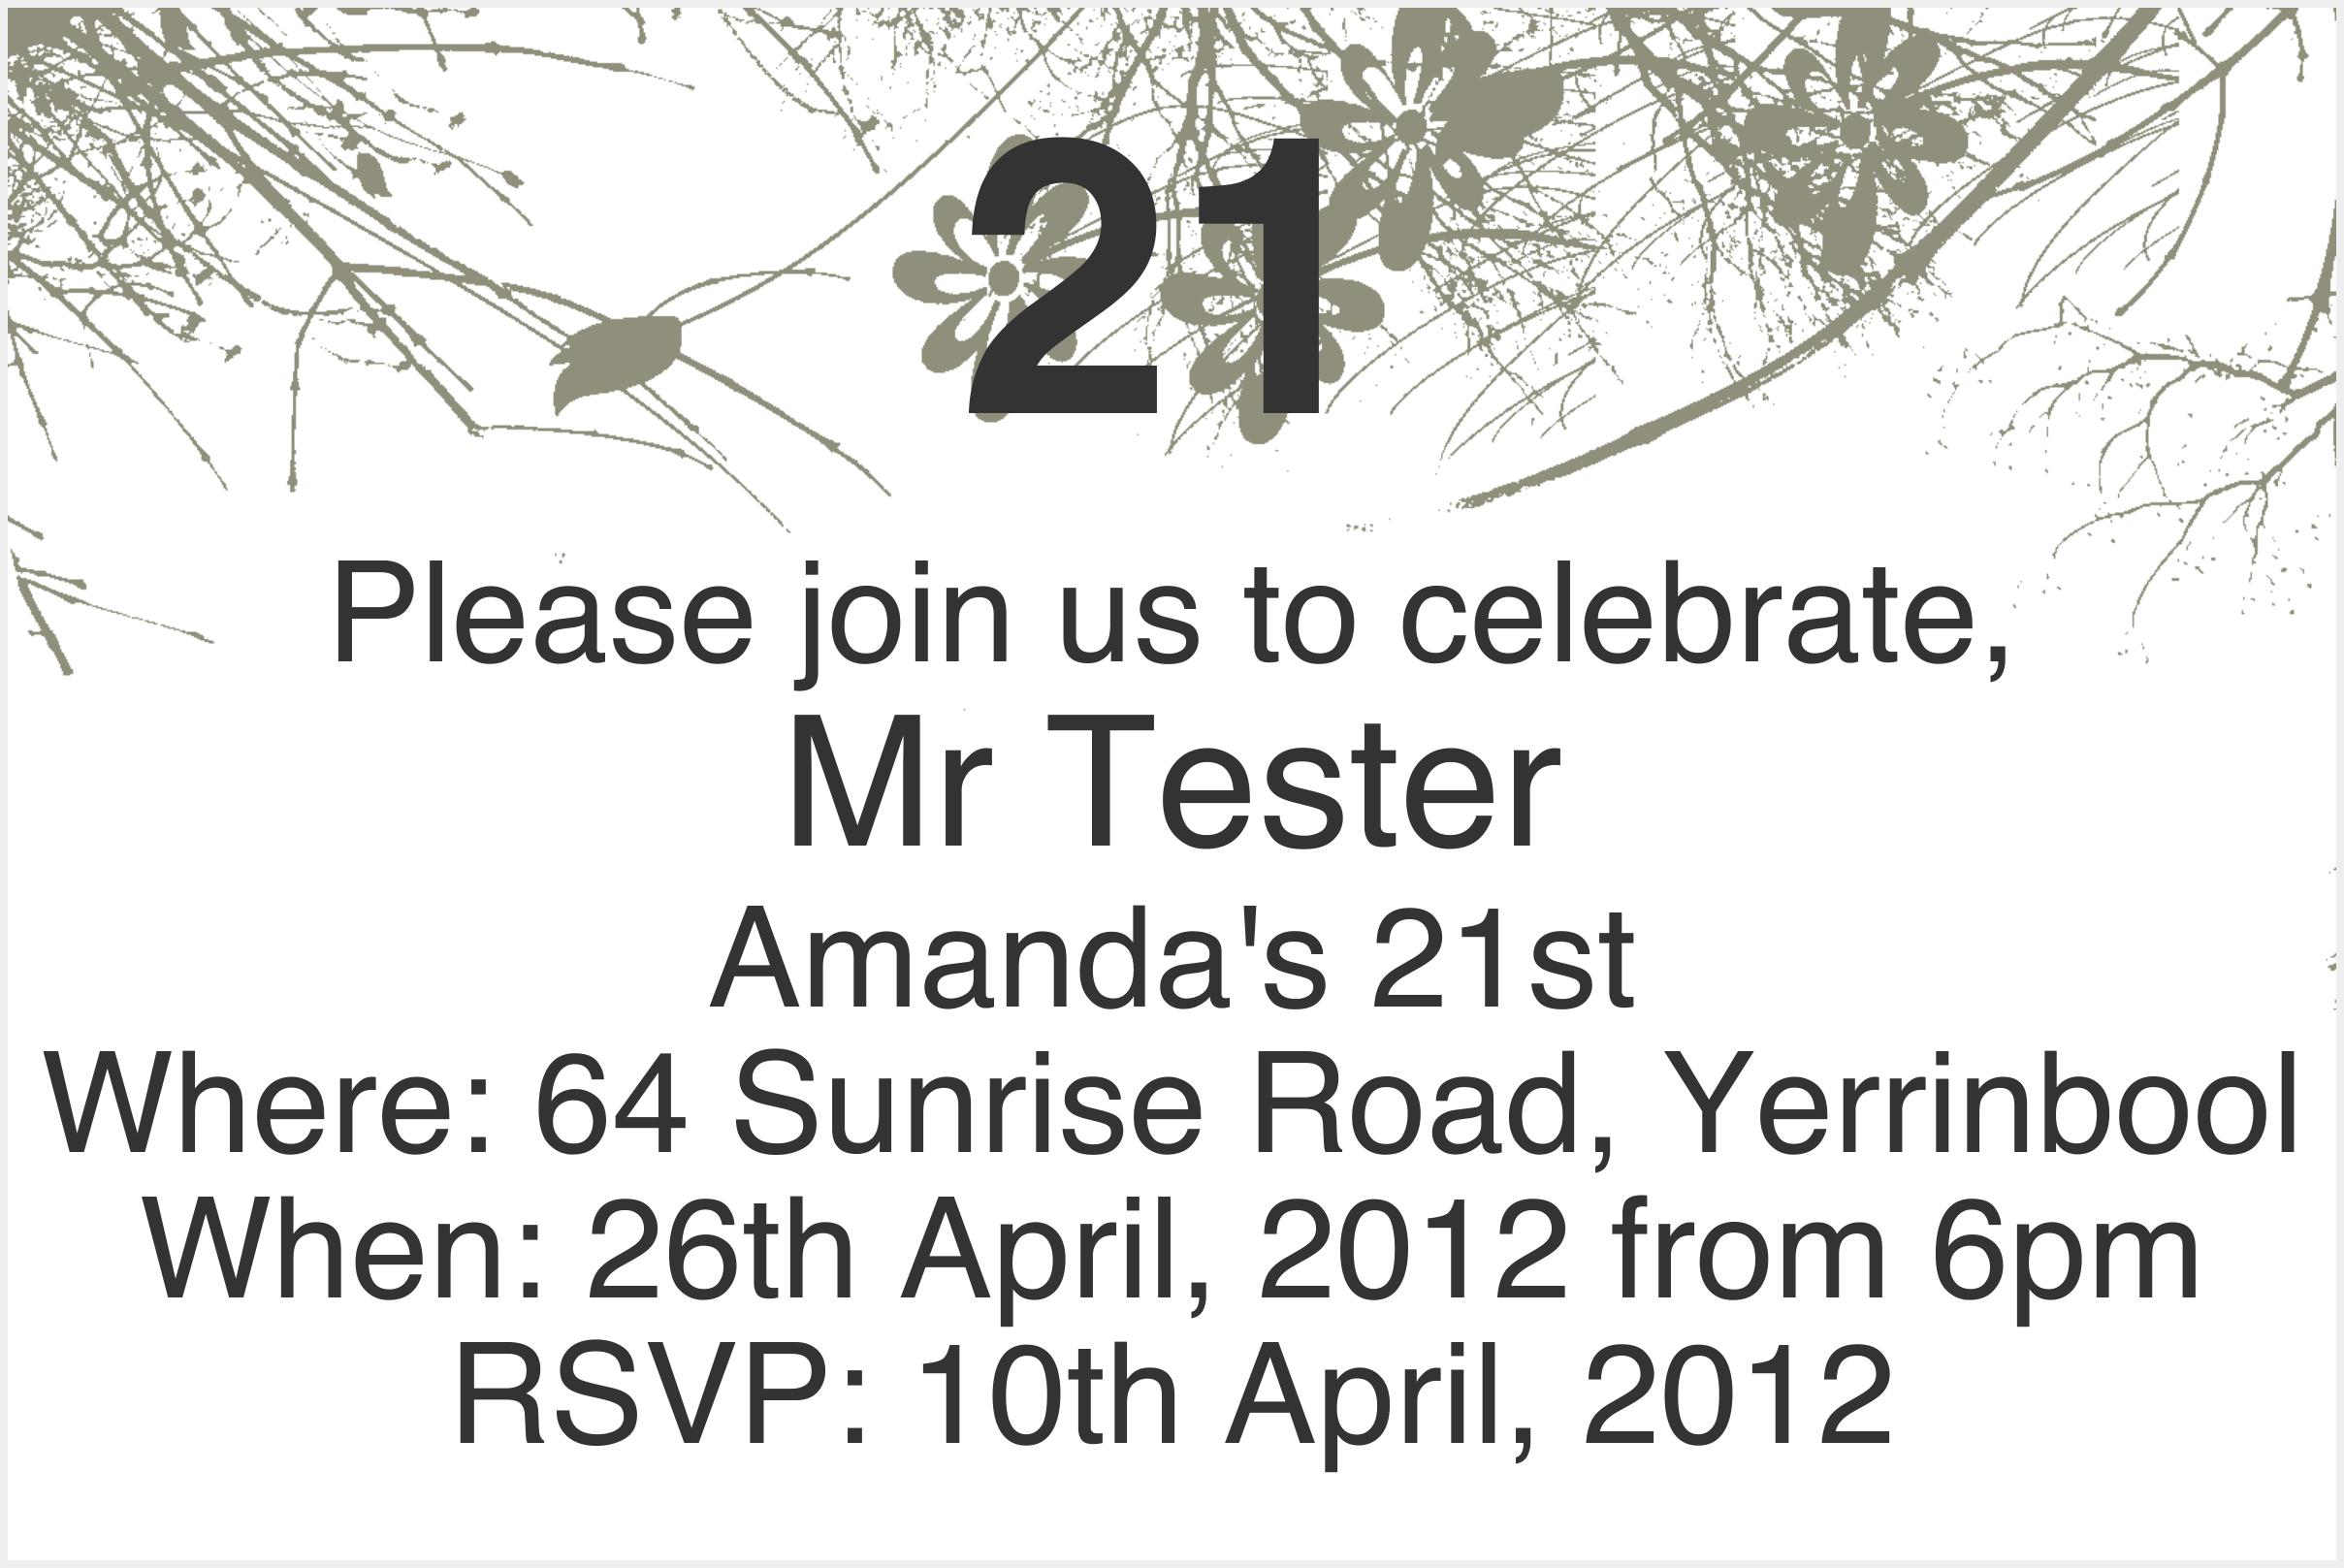 21
Please join us to celebrate,
Mr Tester
Amanda's 21st
Where: 64 Sunrise Road, Yerrinbool
When: 26th April, 2012 from 6pm
RSVP: 10th April, 2012